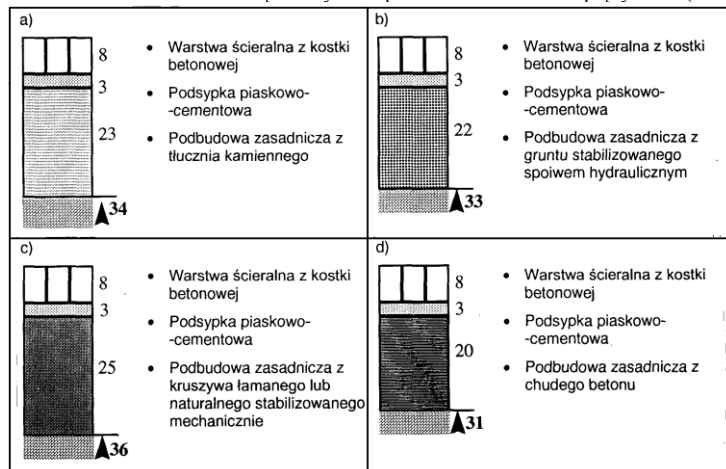 a)
8
3
23
34
• Warstwa ścieralna z kostki
betonowej
• Podsypka piaskowo-
-cementowa
• Podbudowa zasadnicza z
tłucznia kamiennego
b)
8
3
22
33
• Warstwa ścieralna z kostki
betonowej
• Podsypka piaskowo-
-cementowa
• Podbudowa zasadnicza z
gruntu stabilizowanego
spoiwem hydraulicznym
c)
8
3
25
36
• Warstwa ścieralna z kostki
betonowej
• Podsypka piaskowo-
-cementowa
• Podbudowa zasadnicza z
kruszywa łamanego lub
naturalnego stabilizowanego
mechanicznie
d)
8
3
20
31
• Warstwa ścieralna z kostki
betonowej
• Podsypka piaskowo-
-cementowa
• Podbudowa zasadnicza z
chudego betonu